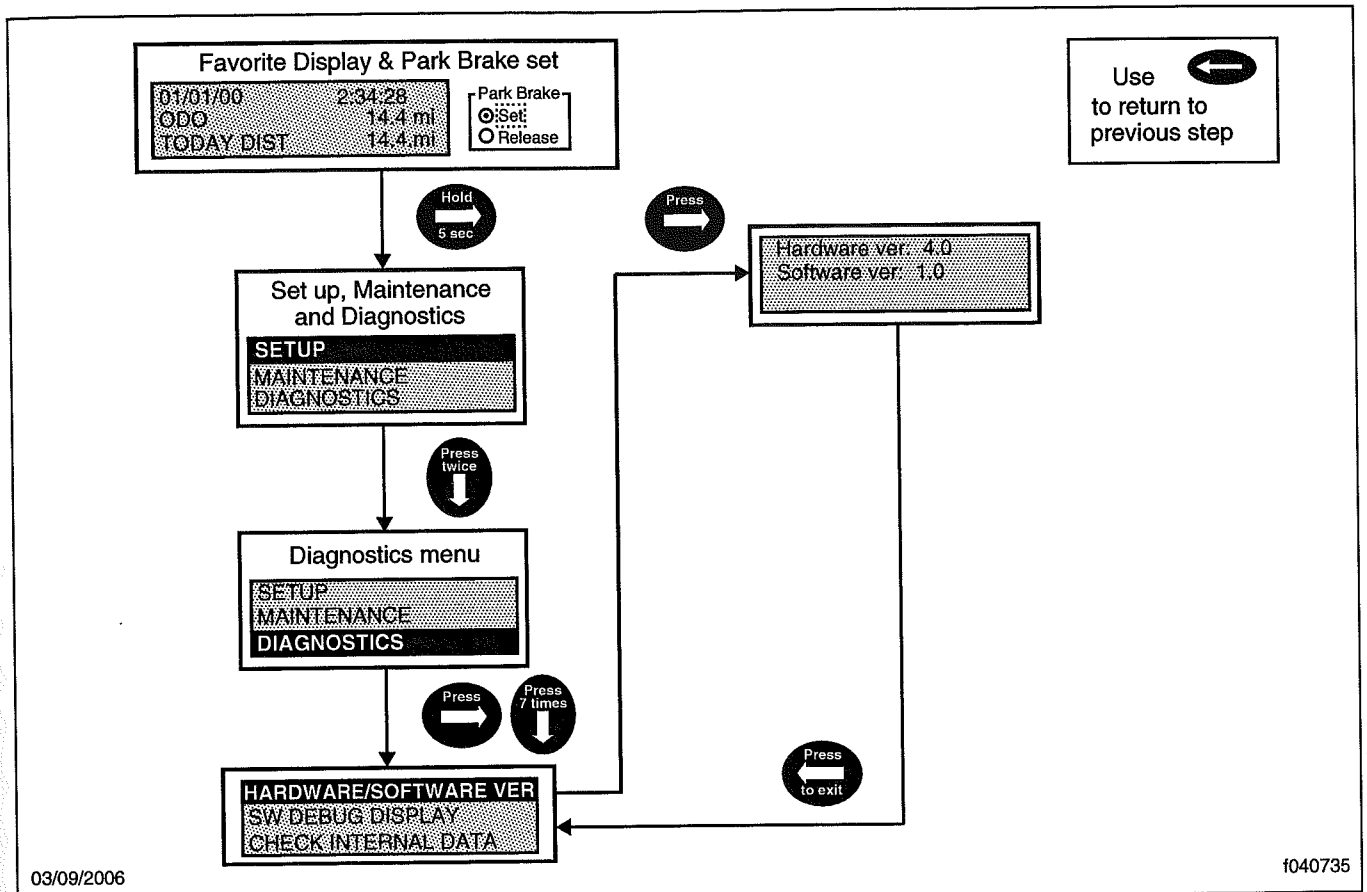 Favorite Display & Park Brake set
01/01/00 2:34:28
ODO 14.4 mi
TODAY DIST 14.4.mi
Park Brake
Set
Release
Use
to return to
previous step
Hold
5 sec
Set up, Maintenance
and Diagnostics
SETUP
MAINTENANCE
DIAGNOSTICS
Press
twice
Diagnostics menu
SETUP
MAINTENANCE
DIAGNOSTICS
Press
Press
7 times
HARDWARE/SOFTWARE VER
SW DEBUG DISPLAY
CHECK INTERNAL DATA
Press
Hardware ver: 4.0
Software ver: 1.0
Press
to exit
03/09/2006
f040735